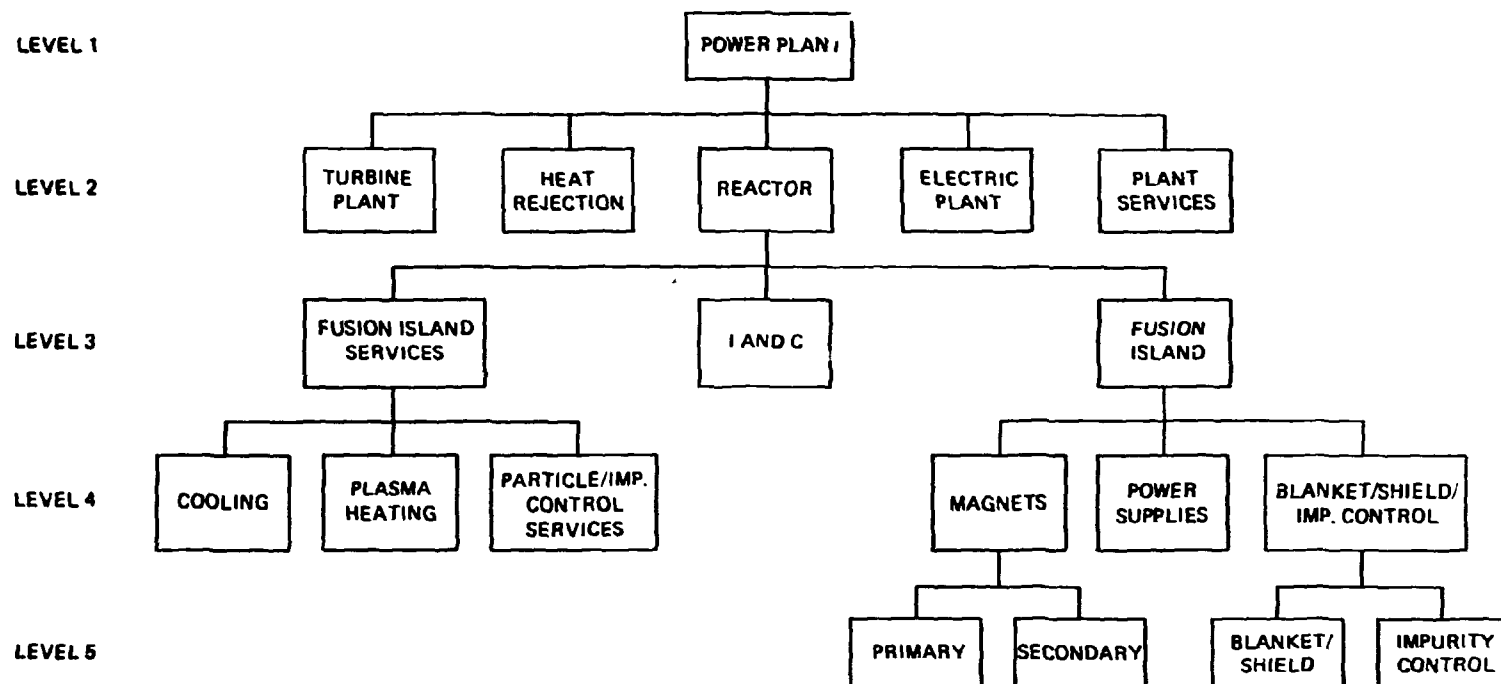 LEVEL 1
POWER PLANT
LEVEL 2
TURBINE
PLANT
HEAT
REJECTION
REACTOR
ELECTRIC
PLANT
PLANT
SERVICES
LEVEL 3
FUSION ISLAND
SERVICES
I AND C
FUSION
ISLAND
LEVEL 4
COOLING
PLASMA
HEATING
PARTICLE/IMP.
CONTROL
SERVICES
MAGNETS
POWER
SUPPLIES
BLANKET/SHIELD/
IMP. CONTROL
LEVEL 5
PRIMARY
SECONDARY
BLANKET/
SHIELD
IMPURITY
CONTROL